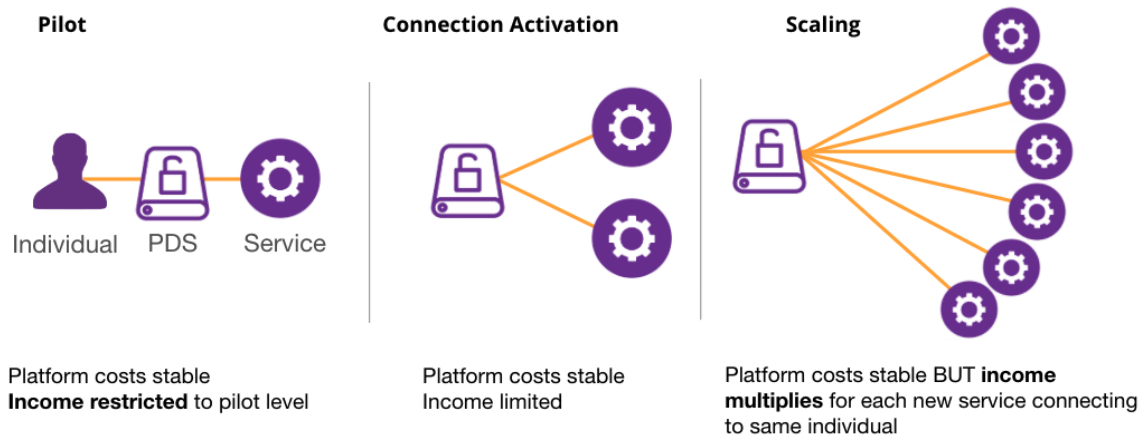 Pilot
Connection Activation
Scaling
Individual
PDS
Service
Platform costs stable
Income restricted to pilot level
Platform costs stable
Income limited
Platform costs stable BUT income
multiplies for each new service connecting
to same individual